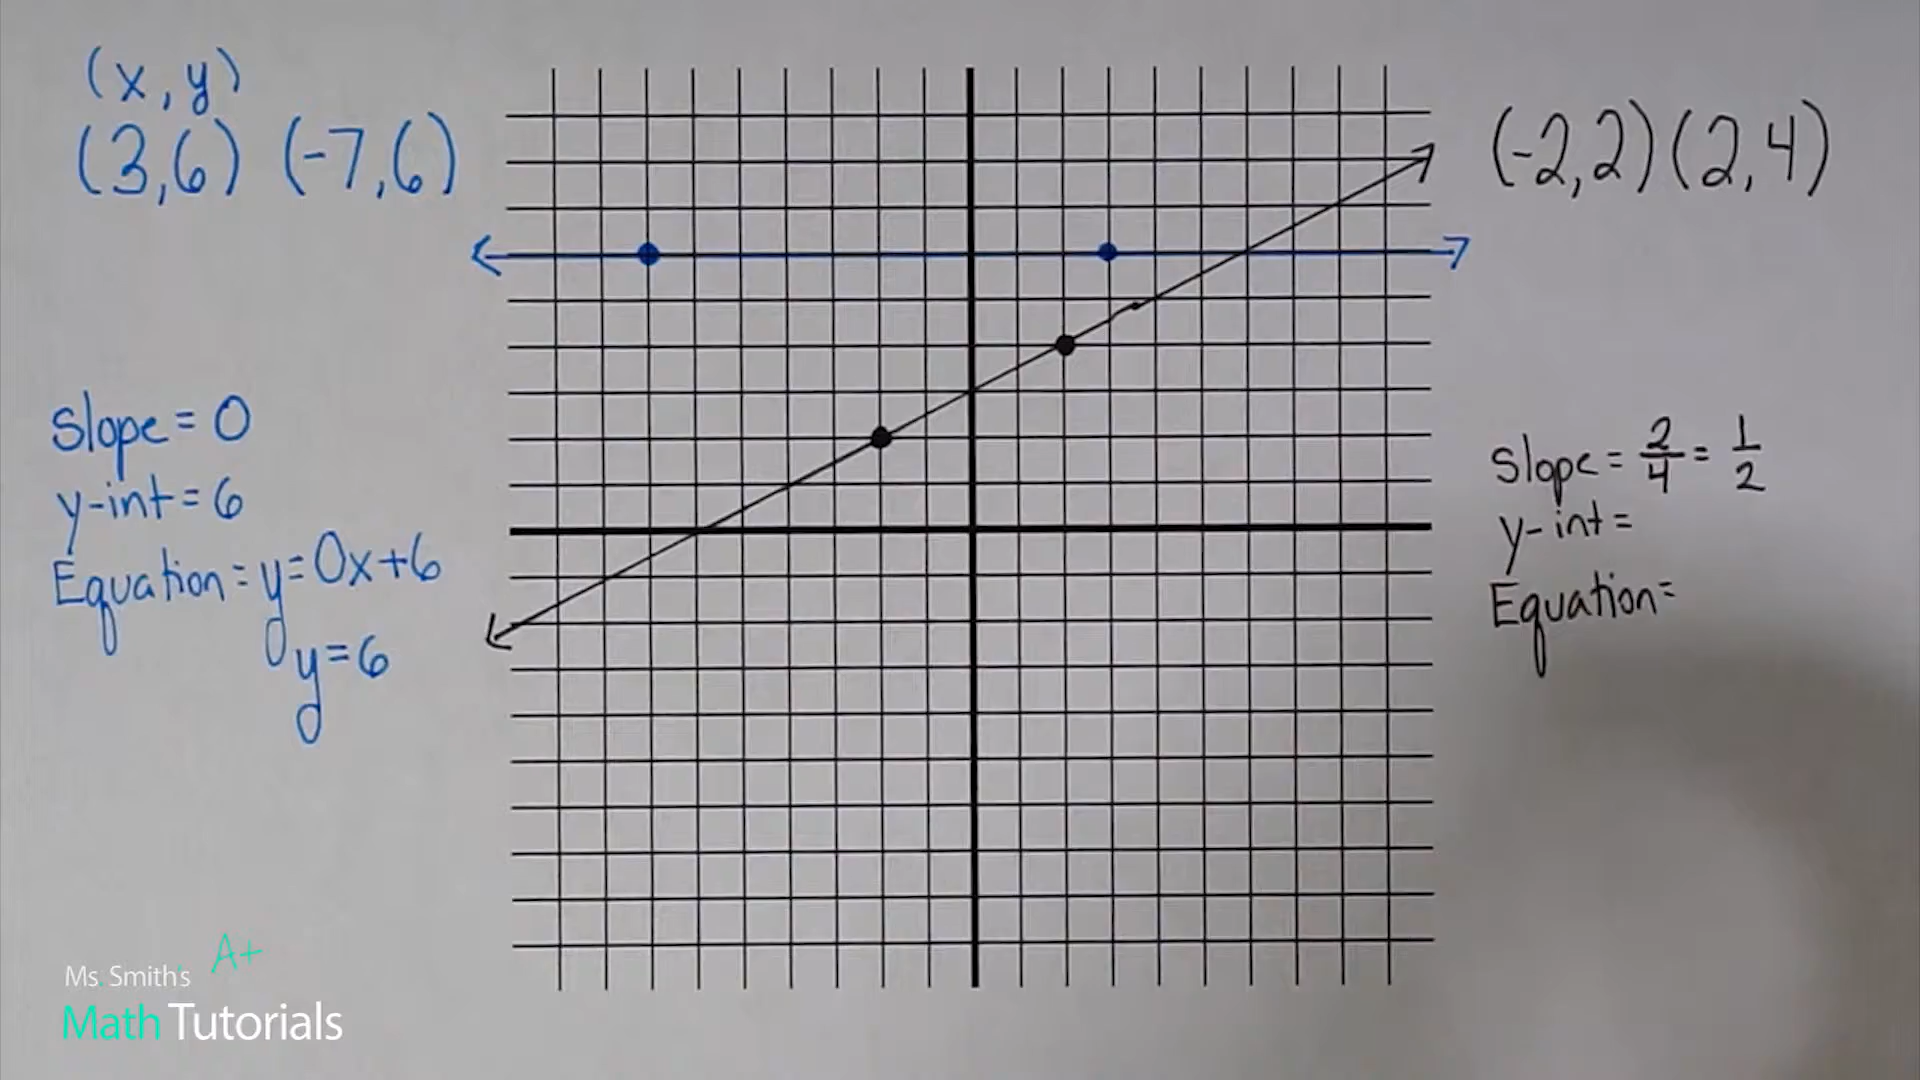 (x,y)
(3,6) (-7,6)
Slope = 0
y-int = 6
Equation = y = 0x+6
y = 6
(-2,2) (2,4)
Slope = 2/4 = 1/2
y-int =
Equation =
Ms. Smith's A+
Math Tutorials